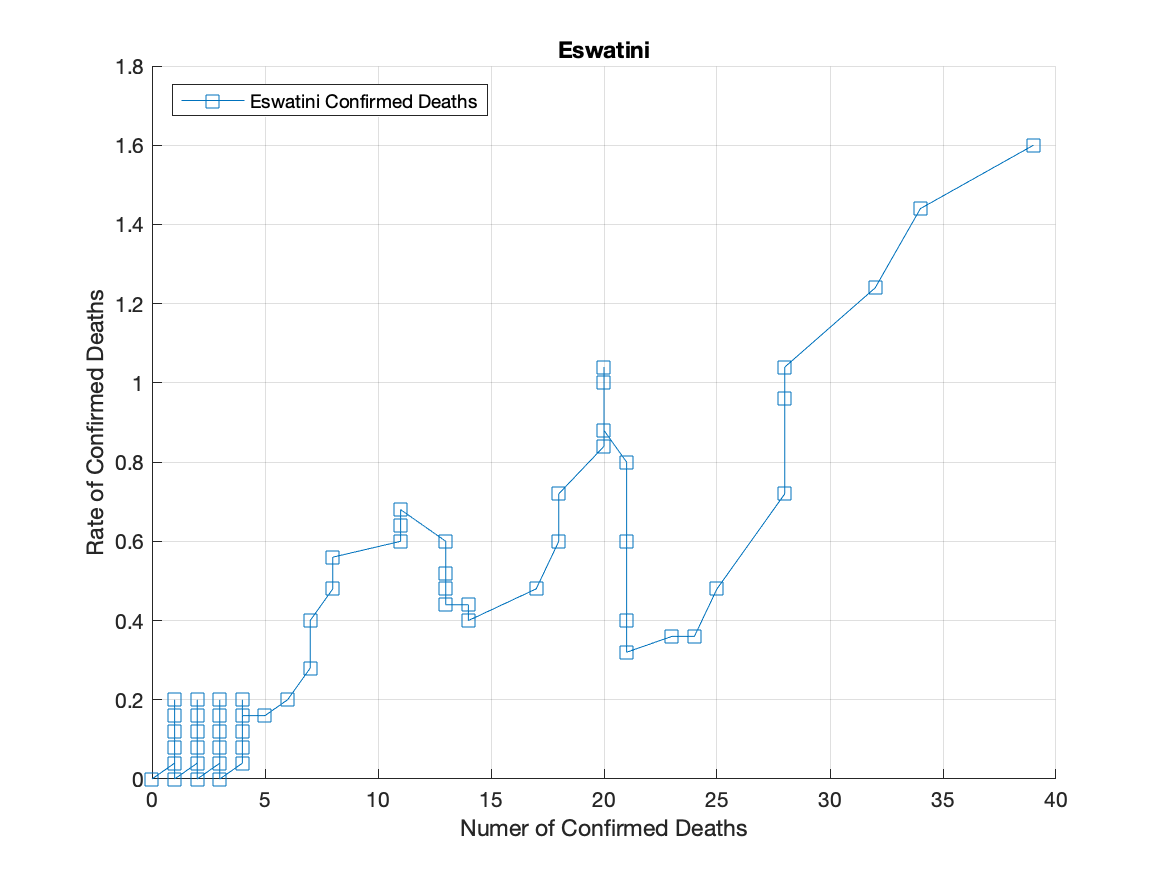 Eswatini
Eswatini Confirmed Deaths
Rate of Confirmed Deaths
1.8
1.6
1.4
1.2
1
0.8
0.6
0.4
0.2
0
0 5 10 15 20 25 30 35 40
Numer of Confirmed Deaths